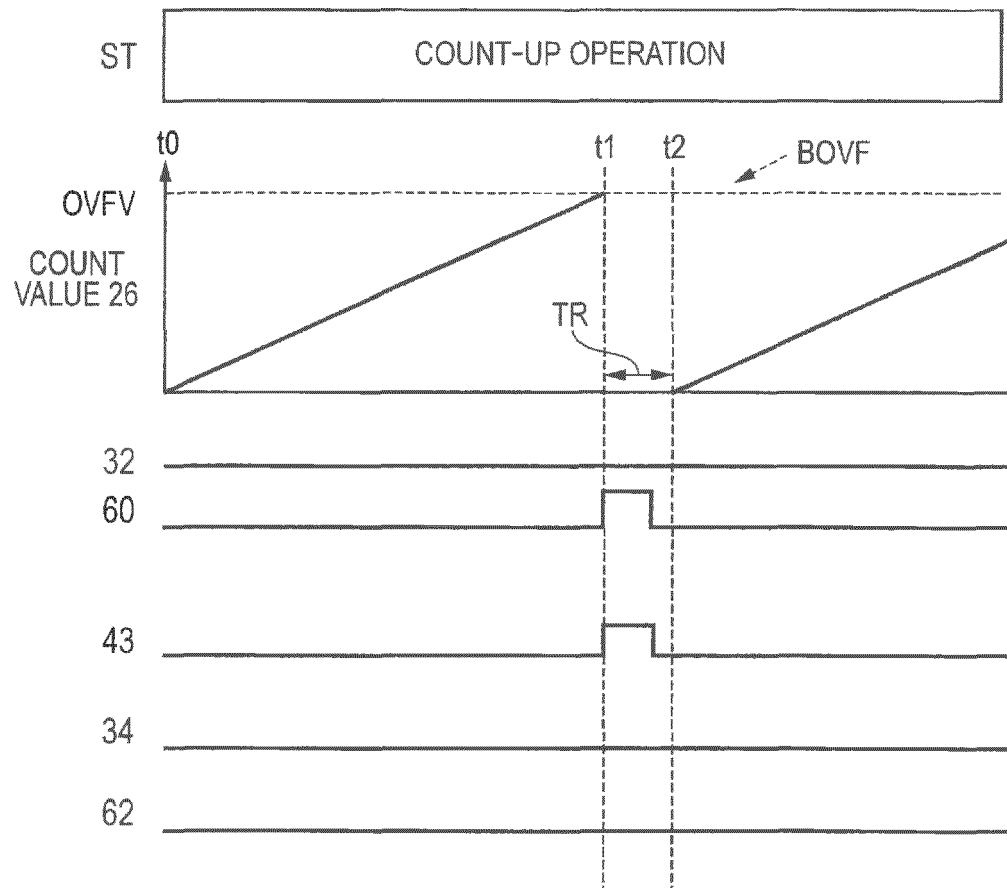 ST
COUNT-UP OPERATION
t0
t1
t2
BOVF
OVFV
COUNT
VALUE 26
TR
32
60
43
34
62